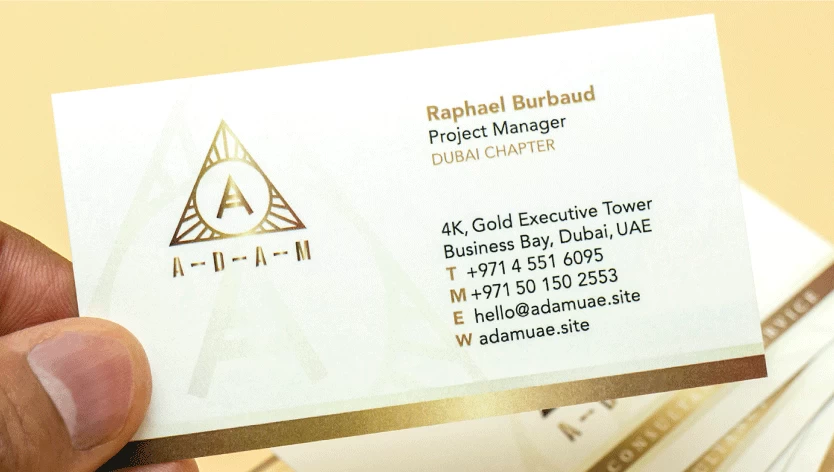 A
A-D-A-M
Raphael Burbaud
Project Manager
DUBAI CHAPTER
4K, Gold Executive Tower
Business Bay, Dubai, UAE
T +971 4 551 6095
M +971 50 150 2553
E hello@adamuae.site
W adamuae.site